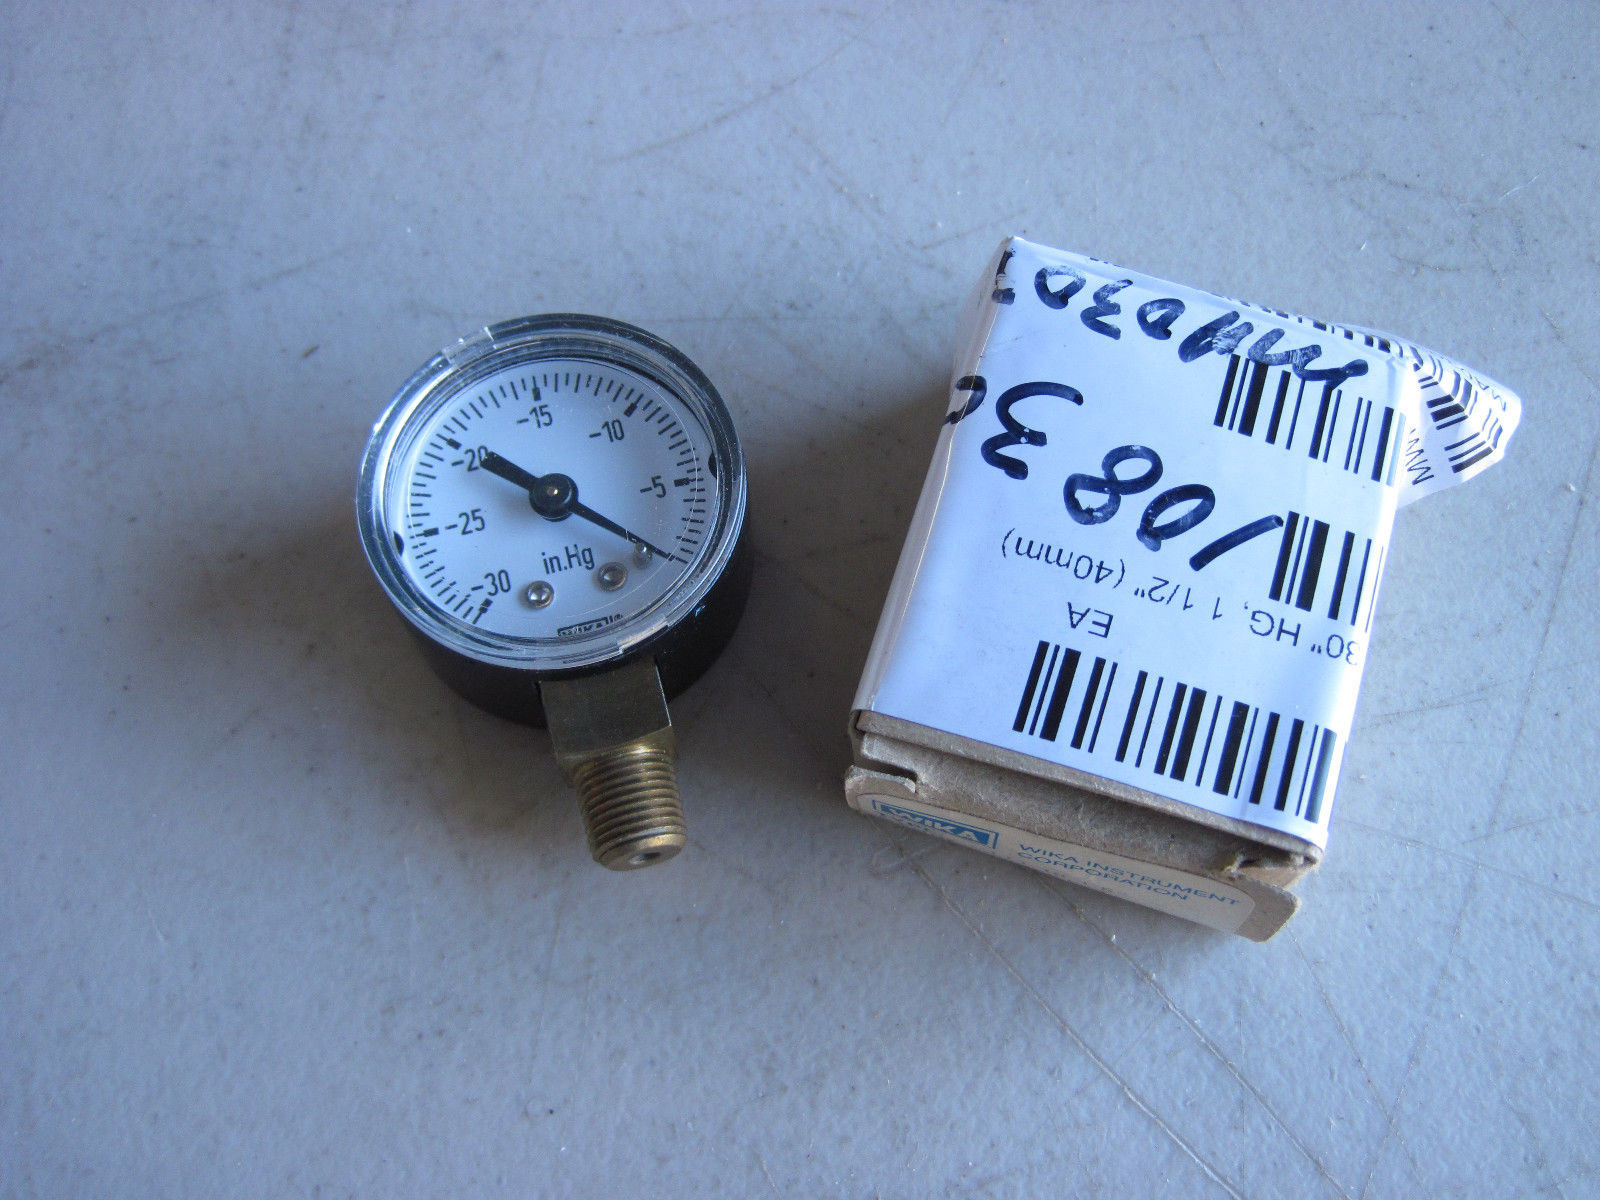 -15
-10
-20
-5
-25
in.Hg
-30
WIKA
108 3
30" HG, 1 1/2" (40mm)
EA
WIKA
WIKA INSTRUMENT
CORPORATION